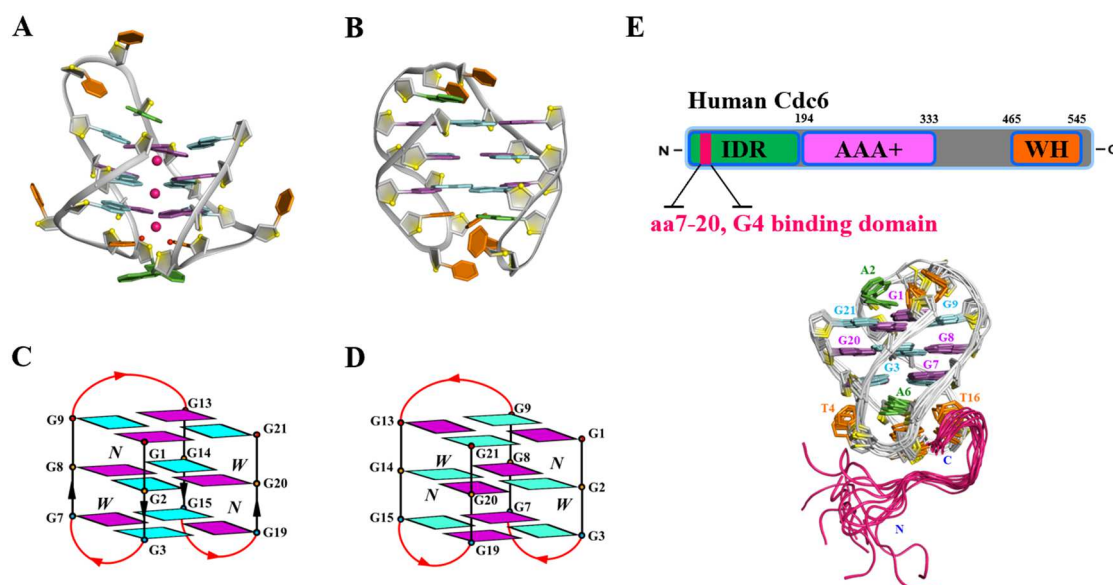 A
B
E
Human Cdc6
194
333
465
545
N
IDR
AAA+
WH
C
aa7-20, G4 binding domain
A2
G1
G9
G21
G20
G8
G3
G7
T4
A6
T16
C
N
C
G9
G13
G21
N
G1
G8
G14
W
G2
G20
W
G15
N
G7
G19
G3
D
G13
G9
G1
G21
W
G8
N
G14
G2
N
G20
W
G15
G7
G3
G19